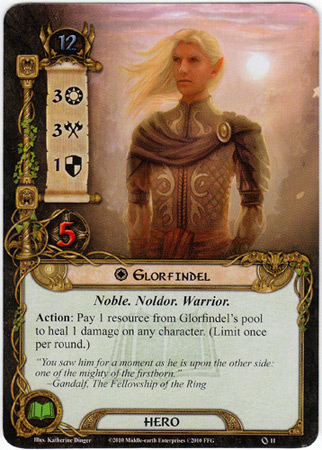 12
3
3
1
5
Glorfindel
Noble. Noldor. Warrior.
Action: Pay 1 resource from Glorfindel's pool
to heal 1 damage on any character. (Limit once
per round.)
"You saw him for a moment as he is upon the other side:
one of the mighty of the firstborn."
–Gandalf, The Fellowship of the Ring
HERO
Illus. Katherine Dinger
©2010 Middle-earth Enterprises ©2010 FFG
11